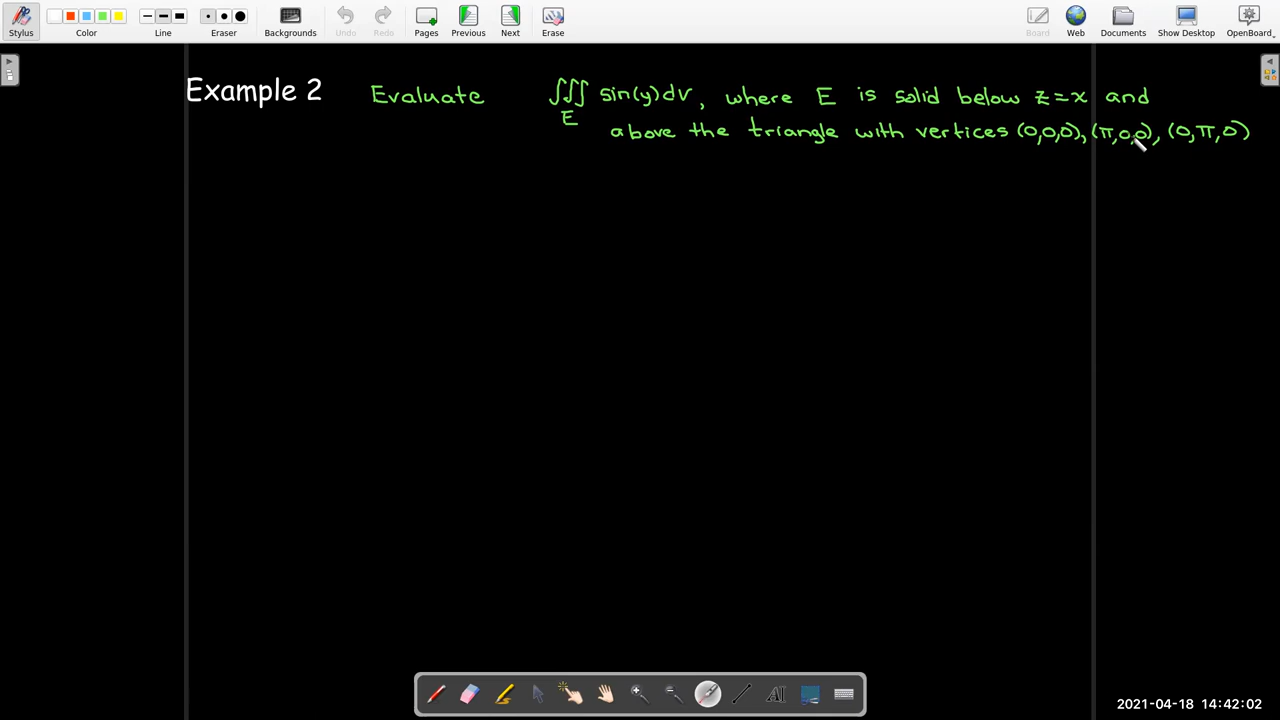 Stylus
Color
Line
Eraser
Backgrounds
Undo
Redo
Pages
Previous
Next
Erase
Board
Web
Documents
Show Desktop
OpenBoard
Example 2 Evaluate ∭ sin(y)dV, where E is solid below z=x and
E
above the triangle with vertices (0,0,0), (π,0,0), (0,π,0)
2021-04-18 14:42:02